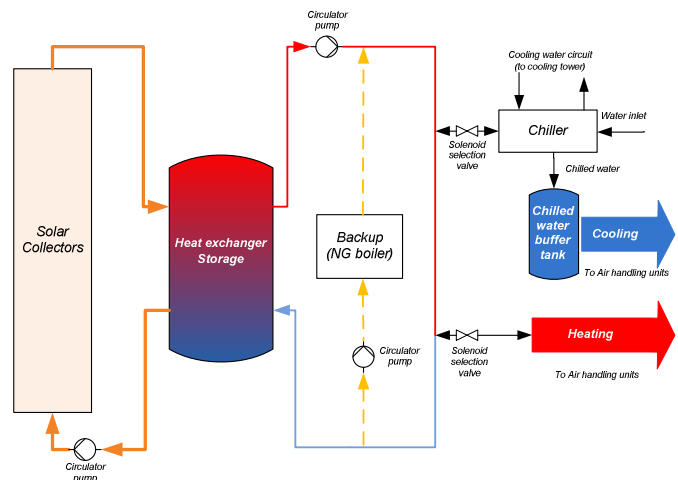 Circulator
pump
Cooling water circuit
(to cooling tower)
Water inlet
Chiller
Solenoid
selection
valve
Chilled water
Solar
Collectors
Heat exchanger
Storage
Backup
(NG boiler)
Chilled
water
buffer
tank
Cooling
To Air handling units
Heating
Circulator
pump
Solenoid
selection
valve
To Air handling units
Circulator
pump